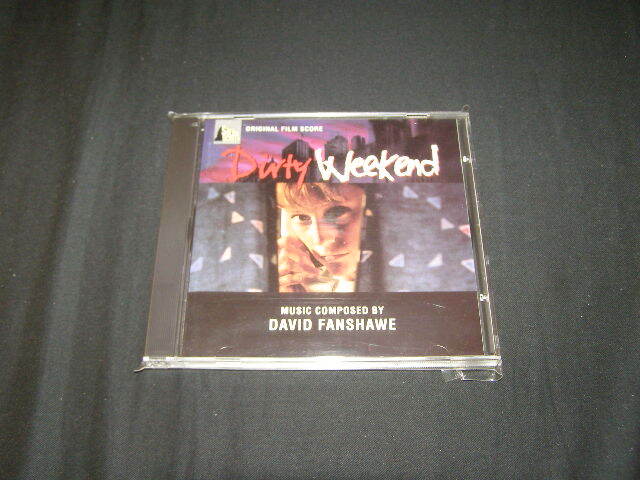 ORIGINAL FILM SCORE
Dirty Weekend
MUSIC COMPOSED BY
DAVID FANSHAWE